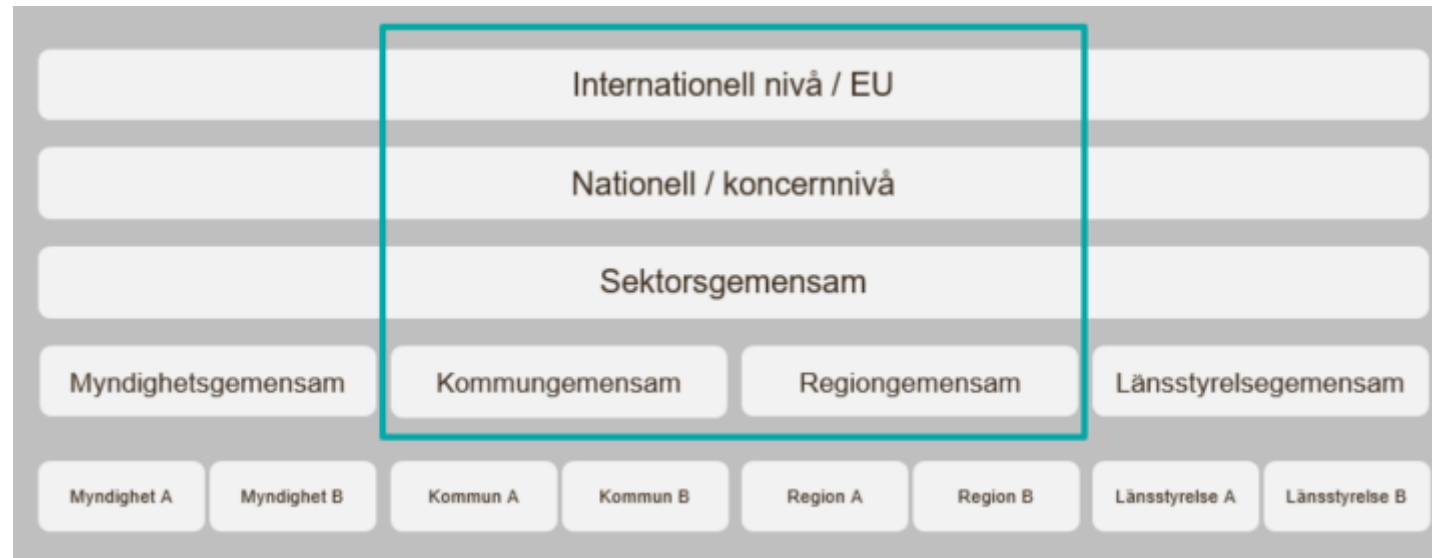 Internationell nivå / EU
Nationell / koncernnivå
Sektorsgemensam
Myndighetsgemensam Kommungemensam Regiongemensam Länsstyrelsegemensam
Myndighet A Myndighet B Kommun A Kommun B Region A Region B Länsstyrelse A Länsstyrelse B